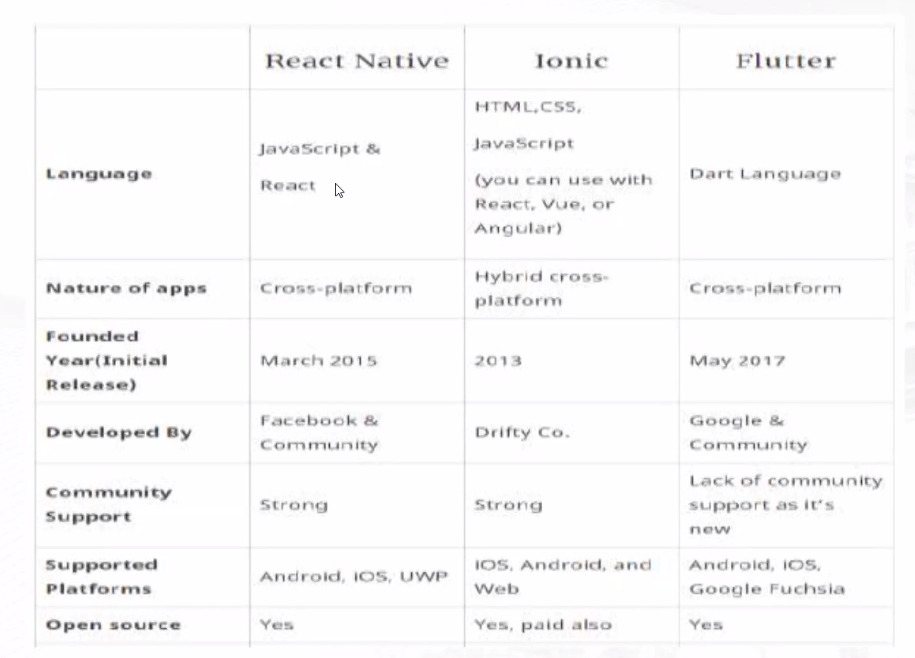 React Native Ionic Flutter
Language
JavaScript &
React
HTML,CSS,
JavaScript
(you can use with
React, Vue, or
Angular)
Dart Language
Nature of apps
Cross-platform
Hybrid cross-
platform
Cross-platform
Founded
Year(Initial
Release)
March 2015
2013
May 2017
Developed By
Facebook &
Community
Drifty Co.
Google &
Community
Community
Support
Strong
Strong
Lack of community
support as it's
new
Supported
Platforms
Android, iOS, UWP
iOS, Android, and
Web
Android, iOS,
Google Fuchsia
Open source
Yes
Yes, paid also
Yes